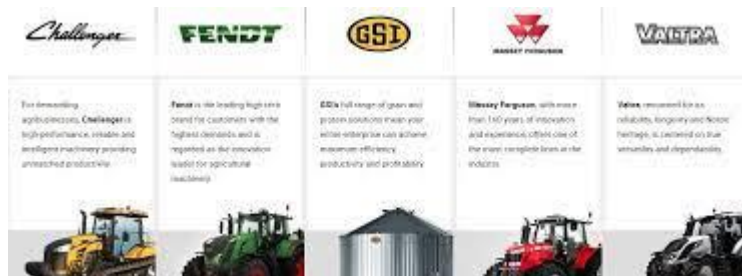 Challenger
For demanding
agribusinesses, Challenger is
high-performance, reliable and
intelligent machinery providing
unmatched productivity
FENDT
Fendt is the leading high-tech
brand for customers with the
highest demands and is
regarded as the innovation
leader for agricultural
machinery
GSI
GSI's full range of grain and
protein solutions mean your
entire enterprise can achieve
maximum efficiency,
productivity and profitability
MASSEY FERGUSON
Massey Ferguson, with more
than 160 years of innovation
and experience, offers one of
the most complete lines in the
industry.
VALTRA
Valtra, renowned for its
reliability, longevity and Nordic
heritage, is centered on true
versatility and dependability.